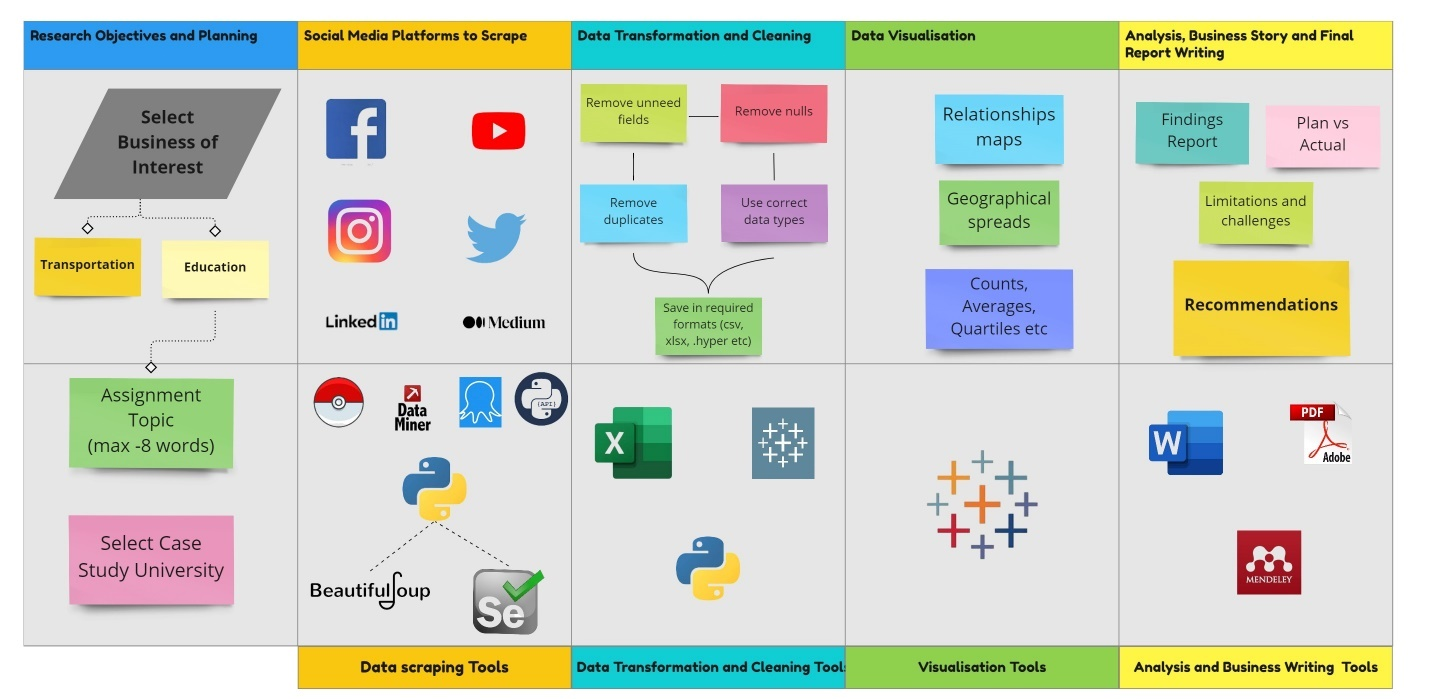 Research Objectives and Planning
Social Media Platforms to Scrape
Data Transformation and Cleaning
Data Visualisation
Analysis, Business Story and Final
Report Writing
Select
Business of
Interest
Transportation
Education
Assignment
Topic
(max -8 words)
Select Case
Study University
f
Linked in
Medium
Data
Miner
{API}
BeautifulSoup
Se
Data scraping Tools
Remove unneed
fields
Remove nulls
Remove
duplicates
Use correct
data types
Save in required
formats (csv,
xlsx, .hyper etc)
X
Data Transformation and Cleaning Tools
Relationships
maps
Geographical
spreads
Counts,
Averages,
Quartiles etc
Visualisation Tools
Findings
Report
Plan vs
Actual
Limitations and
challenges
Recommendations
W
PDF
Adobe
MENDELEY
Analysis and Business Writing Tools